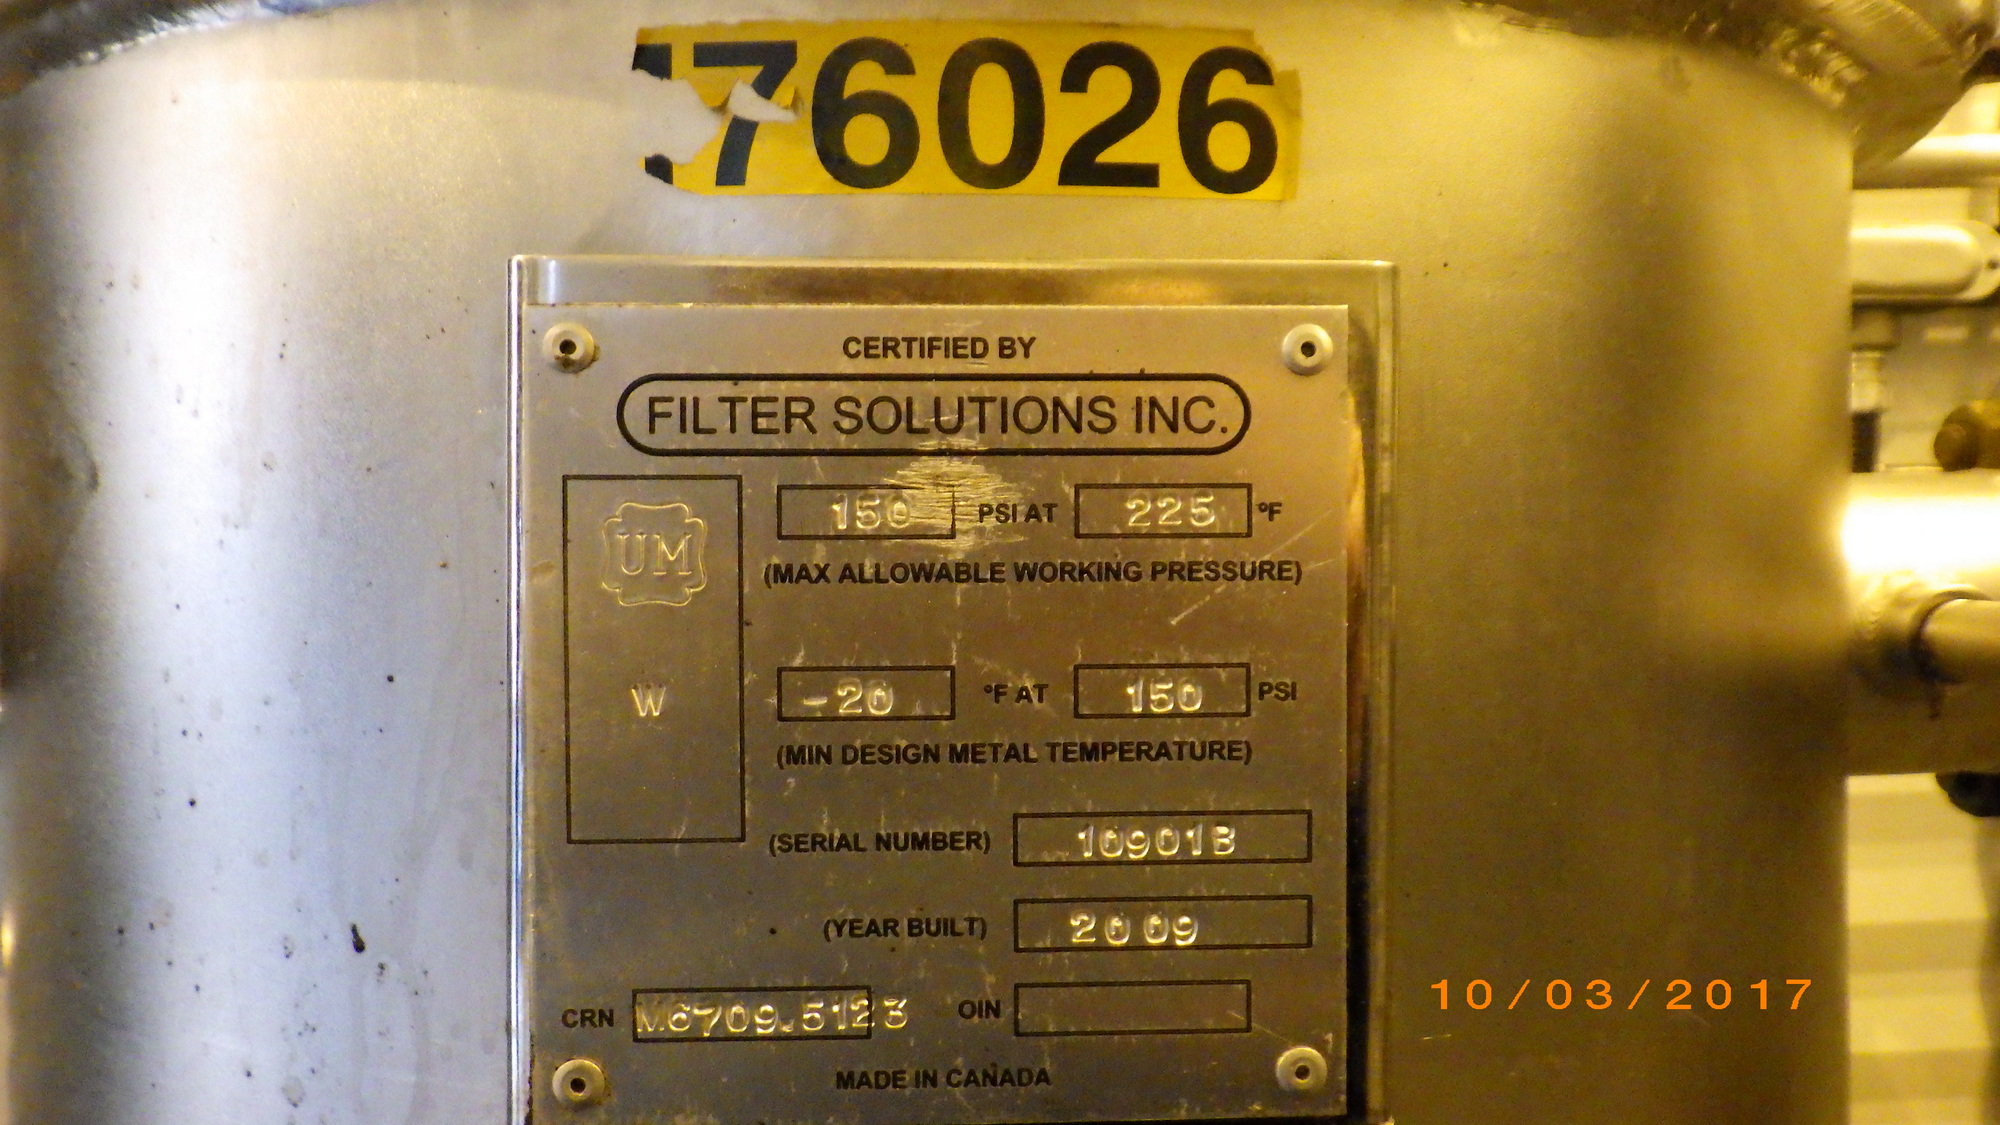 76026
CERTIFIED BY
FILTER SOLUTIONS INC.
UM
150 PSI AT 225 °F
(MAX ALLOWABLE WORKING PRESSURE)
W
-20 °F AT 150 PSI
(MIN DESIGN METAL TEMPERATURE)
(SERIAL NUMBER) 10901B
(YEAR BUILT) 2009
CRN M6709.5123 OIN
MADE IN CANADA
10/03/2017